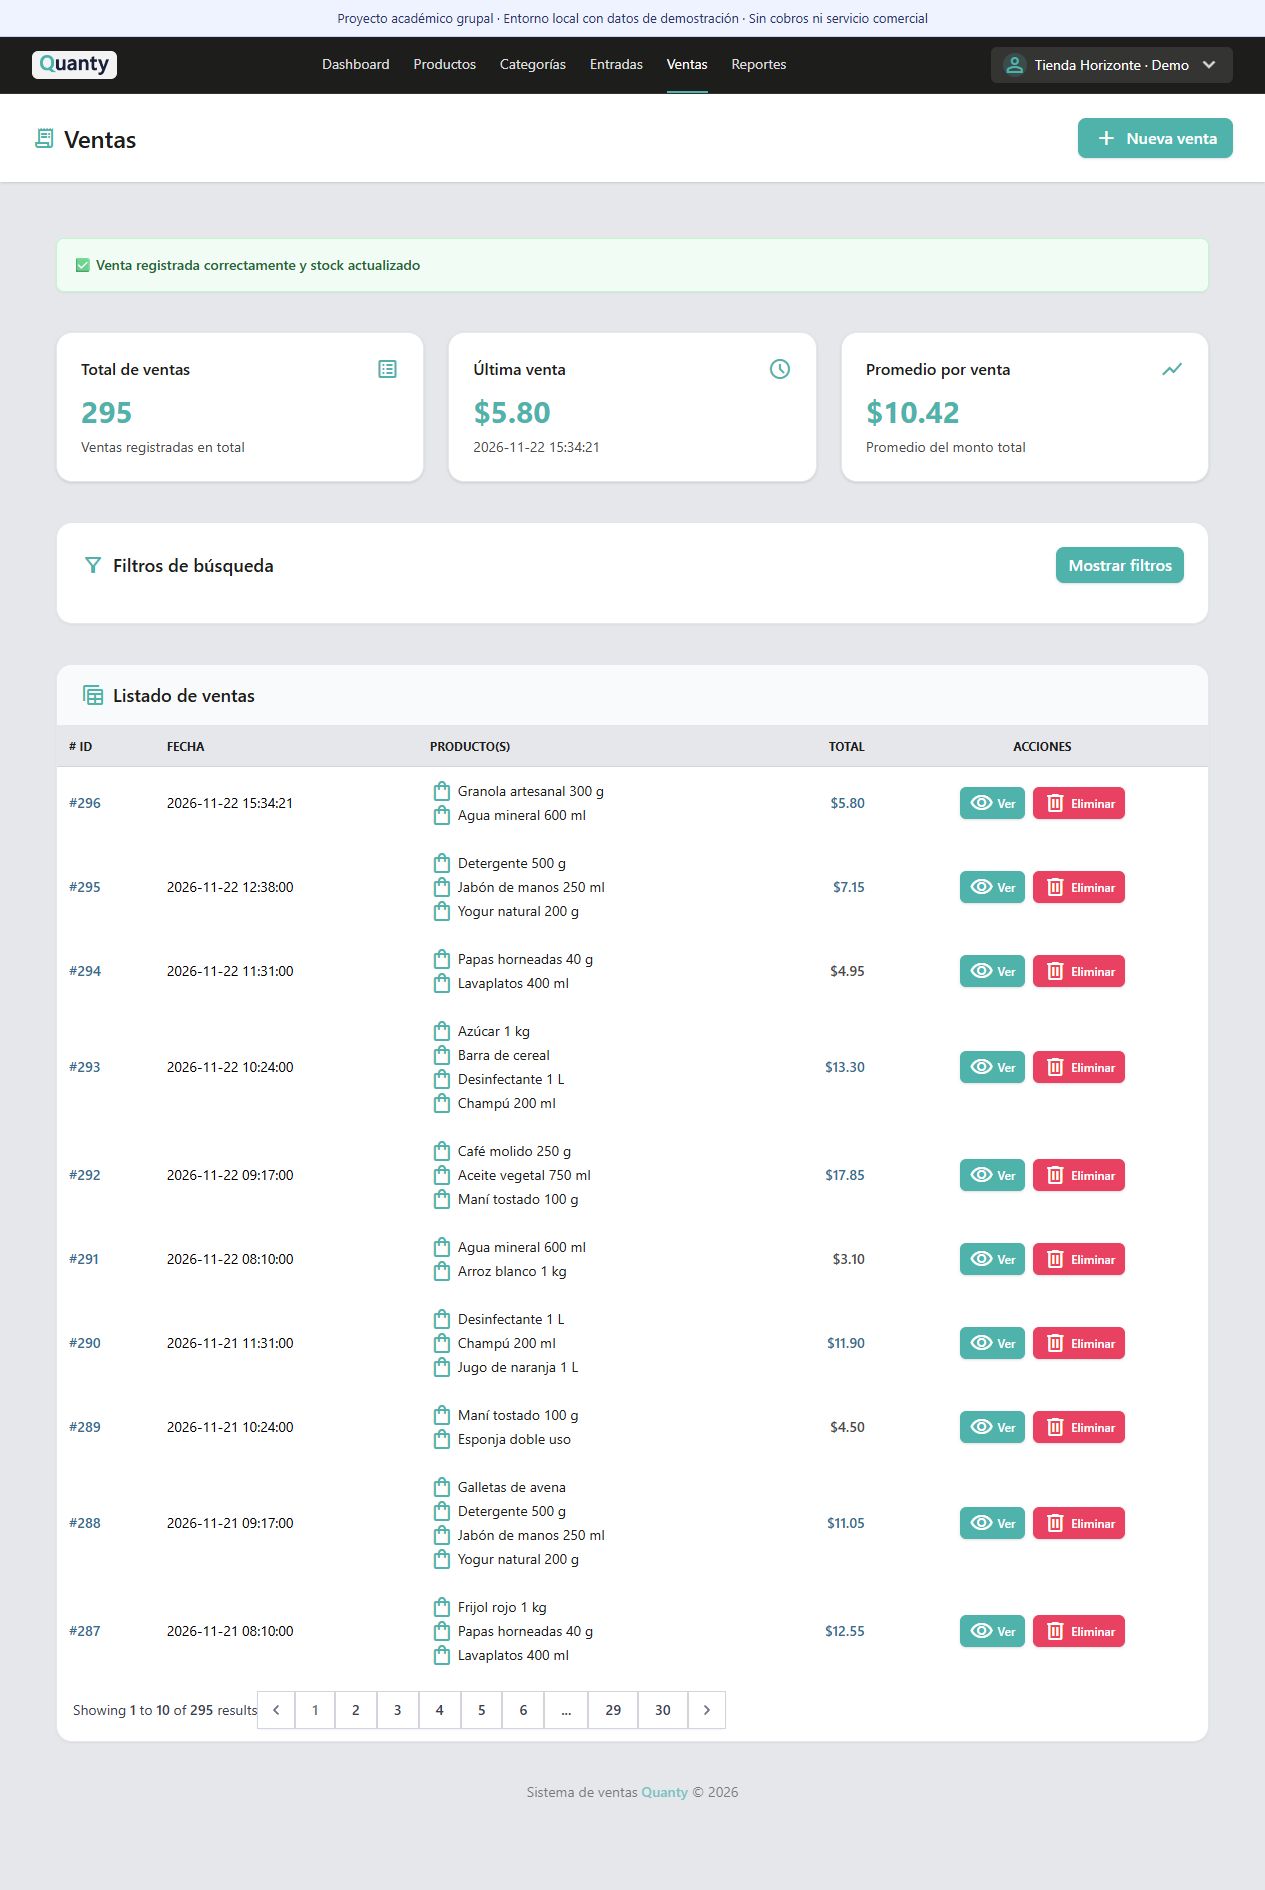 Proyecto académico grupal · Entorno local con datos de demostración · Sin cobros ni servicio comercial
Quanty
Dashboard Productos Categorías Entradas Ventas Reportes
Tienda Horizonte · Demo
Ventas
Nueva venta
Venta registrada correctamente y stock actualizado
Total de ventas
295
Ventas registradas en total
Última venta
$5.80
2026-11-22 15:34:21
Promedio por venta
$10.42
Promedio del monto total
Filtros de búsqueda
Mostrar filtros
Listado de ventas
# ID FECHA PRODUCTO(S) TOTAL ACCIONES
#296 2026-11-22 15:34:21
Granola artesanal 300 g
Agua mineral 600 ml
$5.80 Ver Eliminar
#295 2026-11-22 12:38:00
Detergente 500 g
Jabón de manos 250 ml
Yogur natural 200 g
$7.15 Ver Eliminar
#294 2026-11-22 11:31:00
Papas horneadas 40 g
Lavaplatos 400 ml
$4.95 Ver Eliminar
#293 2026-11-22 10:24:00
Azúcar 1 kg
Barra de cereal
Desinfectante 1 L
Champú 200 ml
$13.30 Ver Eliminar
#292 2026-11-22 09:17:00
Café molido 250 g
Aceite vegetal 750 ml
Maní tostado 100 g
$17.85 Ver Eliminar
#291 2026-11-22 08:10:00
Agua mineral 600 ml
Arroz blanco 1 kg
$3.10 Ver Eliminar
#290 2026-11-21 11:31:00
Desinfectante 1 L
Champú 200 ml
Jugo de naranja 1 L
$11.90 Ver Eliminar
#289 2026-11-21 10:24:00
Maní tostado 100 g
Esponja doble uso
$4.50 Ver Eliminar
#288 2026-11-21 09:17:00
Galletas de avena
Detergente 500 g
Jabón de manos 250 ml
Yogur natural 200 g
$11.05 Ver Eliminar
#287 2026-11-21 08:10:00
Frijol rojo 1 kg
Papas horneadas 40 g
Lavaplatos 400 ml
$12.55 Ver Eliminar
Showing 1 to 10 of 295 results 1 2 3 4 5 6 ... 29 30
Sistema de ventas Quanty © 2026